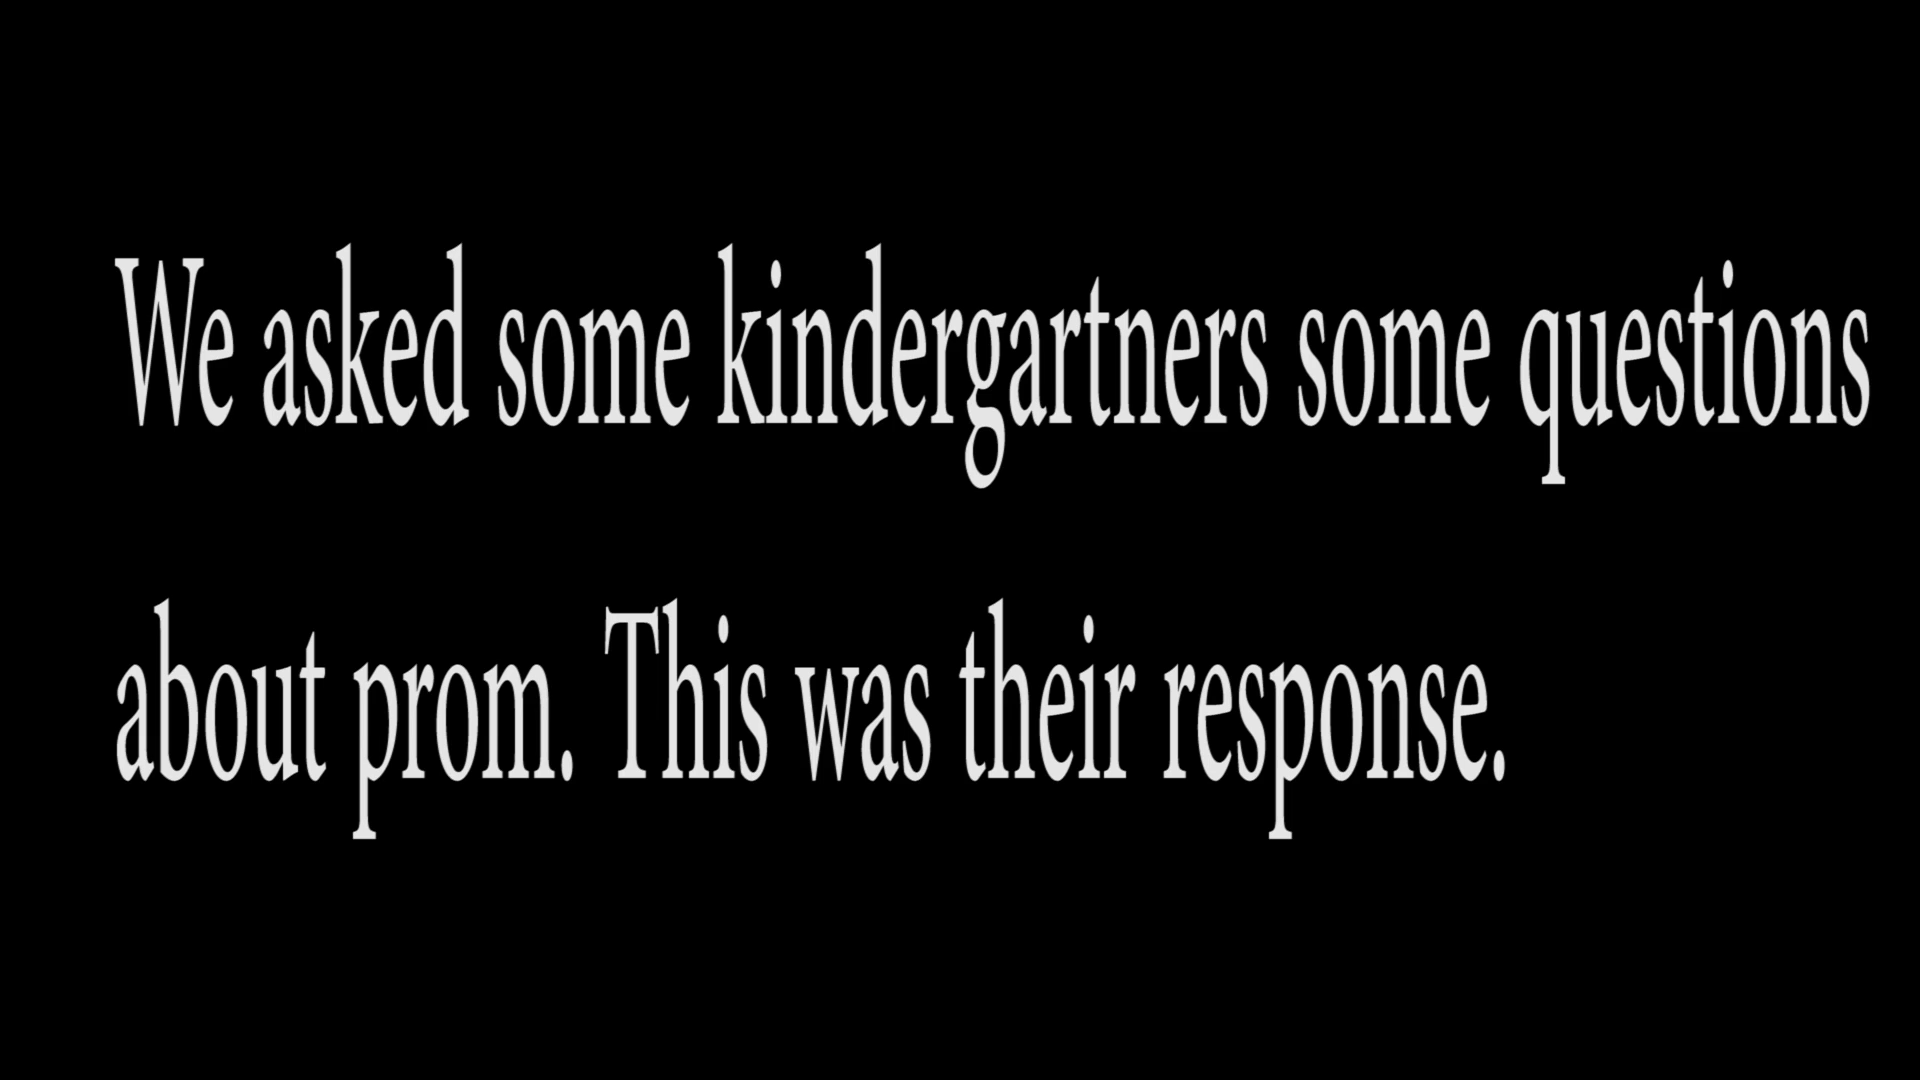 We asked some kindergartners some questions
about prom. This was their response.